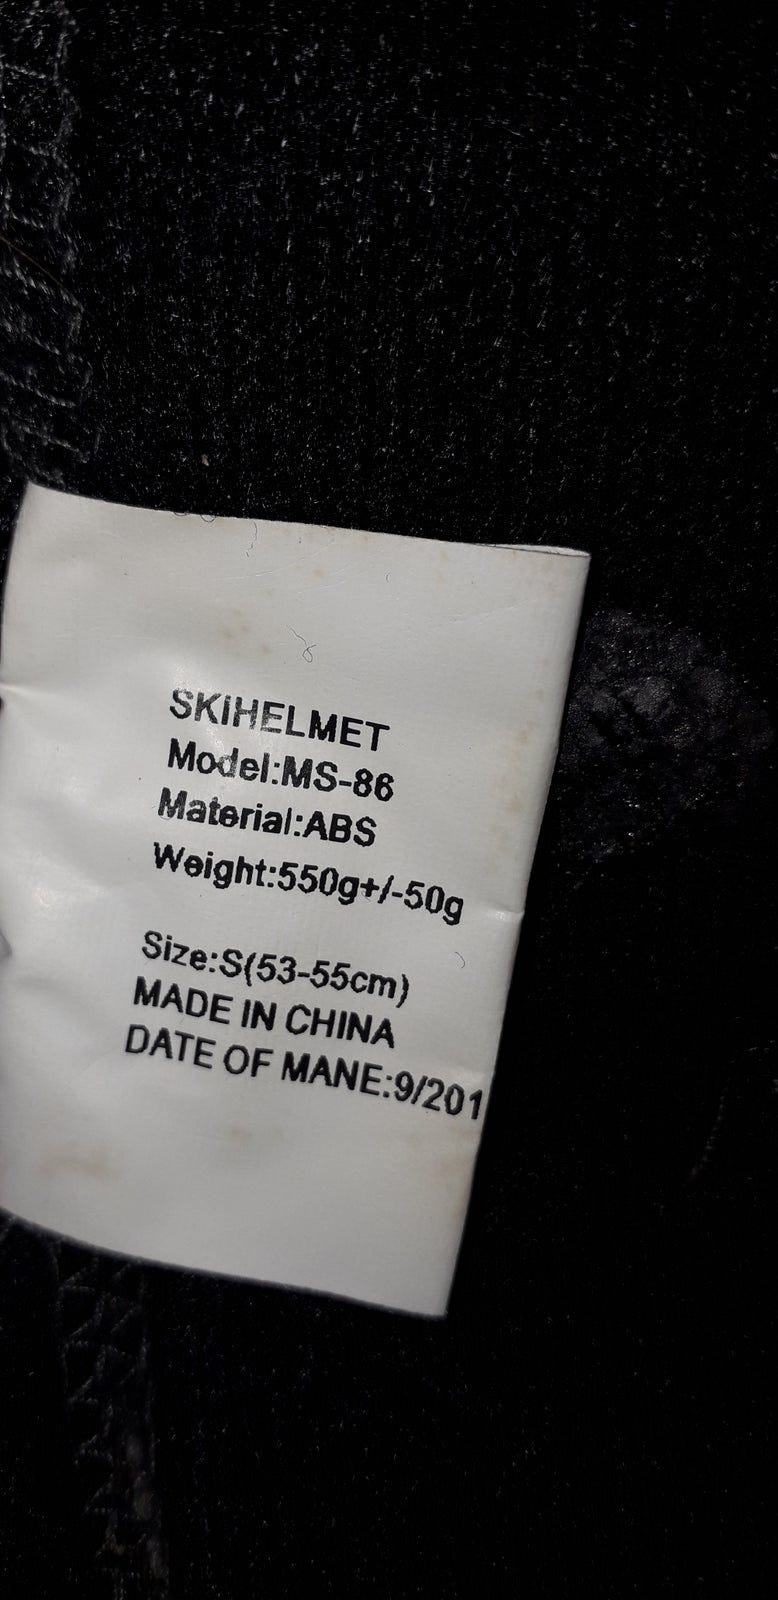 SKIHELMET
Model:MS-86
Material:ABS
Weight:550g+/-50g
Size:S(53-55cm)
MADE IN CHINA
DATE OF MANE:9/201